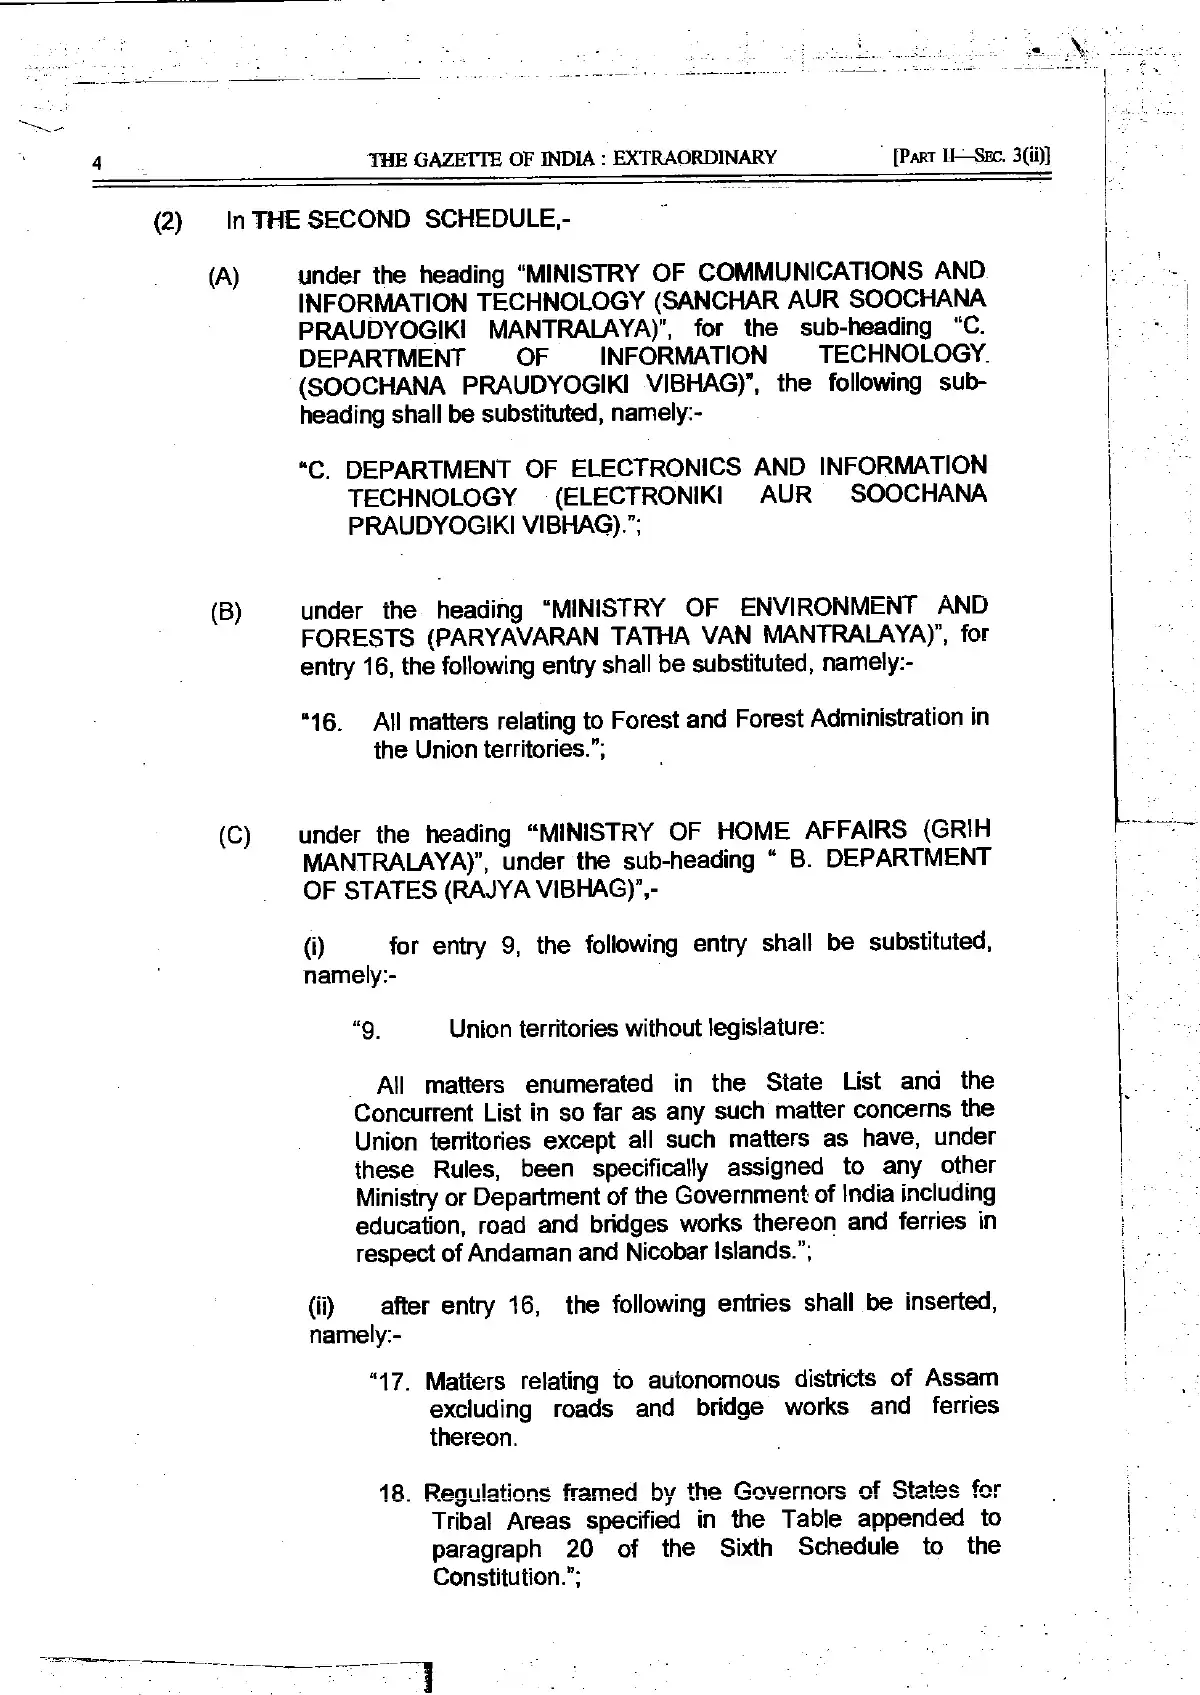 4 THE GAZETTE OF INDIA : EXTRAORDINARY [PART II—SEC. 3(ii)]
(2) In THE SECOND SCHEDULE,-
(A) under the heading "MINISTRY OF COMMUNICATIONS AND
INFORMATION TECHNOLOGY (SANCHAR AUR SOOCHANA
PRAUDYOGIKI MANTRALAYA)", for the sub-heading "C.
DEPARTMENT OF INFORMATION TECHNOLOGY.
(SOOCHANA PRAUDYOGIKI VIBHAG)", the following sub-
heading shall be substituted, namely:-
"C. DEPARTMENT OF ELECTRONICS AND INFORMATION
TECHNOLOGY (ELECTRONIKI AUR SOOCHANA
PRAUDYOGIKI VIBHAG).";
(B) under the heading "MINISTRY OF ENVIRONMENT AND
FORESTS (PARYAVARAN TATHA VAN MANTRALAYA)", for
entry 16, the following entry shall be substituted, namely:-
"16. All matters relating to Forest and Forest Administration in
the Union territories.";
(C) under the heading "MINISTRY OF HOME AFFAIRS (GRIH
MANTRALAYA)", under the sub-heading " B. DEPARTMENT
OF STATES (RAJYA VIBHAG)",-
(i) for entry 9, the following entry shall be substituted,
namely:-
"9. Union territories without legislature:
All matters enumerated in the State List and the
Concurrent List in so far as any such matter concerns the
Union territories except all such matters as have, under
these Rules, been specifically assigned to any other
Ministry or Department of the Government of India including
education, road and bridges works thereon and ferries in
respect of Andaman and Nicobar Islands.";
(ii) after entry 16, the following entries shall be inserted,
namely:-
"17. Matters relating to autonomous districts of Assam
excluding roads and bridge works and ferries
thereon.
18. Regulations framed by the Governors of States for
Tribal Areas specified in the Table appended to
paragraph 20 of the Sixth Schedule to the
Constitution.";